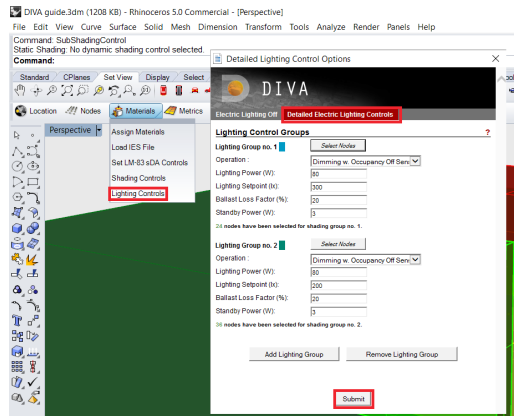 DIVA guide.3dm (1208 KB) - Rhinoceros 5.0 Commercial - [Perspective]
File Edit View Curve Surface Solid Mesh Dimension Transform Tools Analyze Render Panels Help
Command: SubShadingControl
Static Shading: No dynamic shading control selected.
Command:
Standard CPlanes Set View Display Select
Location Nodes Materials Metrics
Perspective
Assign Materials
Load IES File
Set LM-83 sDA Controls
Shading Controls
Lighting Controls
Detailed Lighting Control Options
DIVA
Electric Lighting Off Detailed Electric Lighting Controls
Lighting Control Groups ?
Lighting Group no. 1 Select Nodes
Operation : Dimming w. Occupancy Off Sen
Lighting Power (W): 80
Lighting Setpoint (lx): 300
Ballast Loss Factor (%): 20
Standby Power (W): 3
24 nodes have been selected for shading group no. 1.
Lighting Group no. 2 Select Nodes
Operation : Dimming w. Occupancy Off Sen
Lighting Power (W): 80
Lighting Setpoint (lx): 200
Ballast Loss Factor (%): 20
Standby Power (W): 3
36 nodes have been selected for shading group no. 2.
Add Lighting Group Remove Lighting Group
Submit